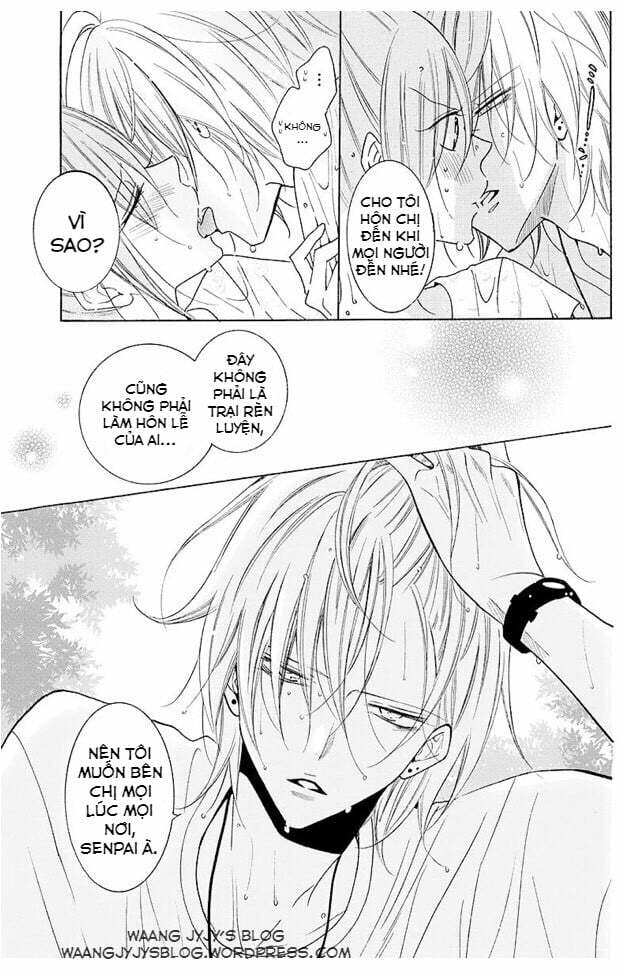 CHO TÔI
HÔN CHỊ
ĐẾN KHI
MỌI NGƯỜI
ĐẾN NHÉ!
...
KHÔNG
...
VÌ
SAO?
ĐÂY
KHÔNG
PHẢI LÀ
TRẠI RÈN
LUYỆN,
CŨNG
KHÔNG PHẢI
LÀM HÔN LỄ
CỦA AI...
NÊN TÔI
MUỐN BÊN
CHỊ MỌI
LÚC MỌI
NƠI,
SENPAI À.
WAANG JYJY'S BLOG
WAANGJYJYSBLOG.WORDPRESS.COM